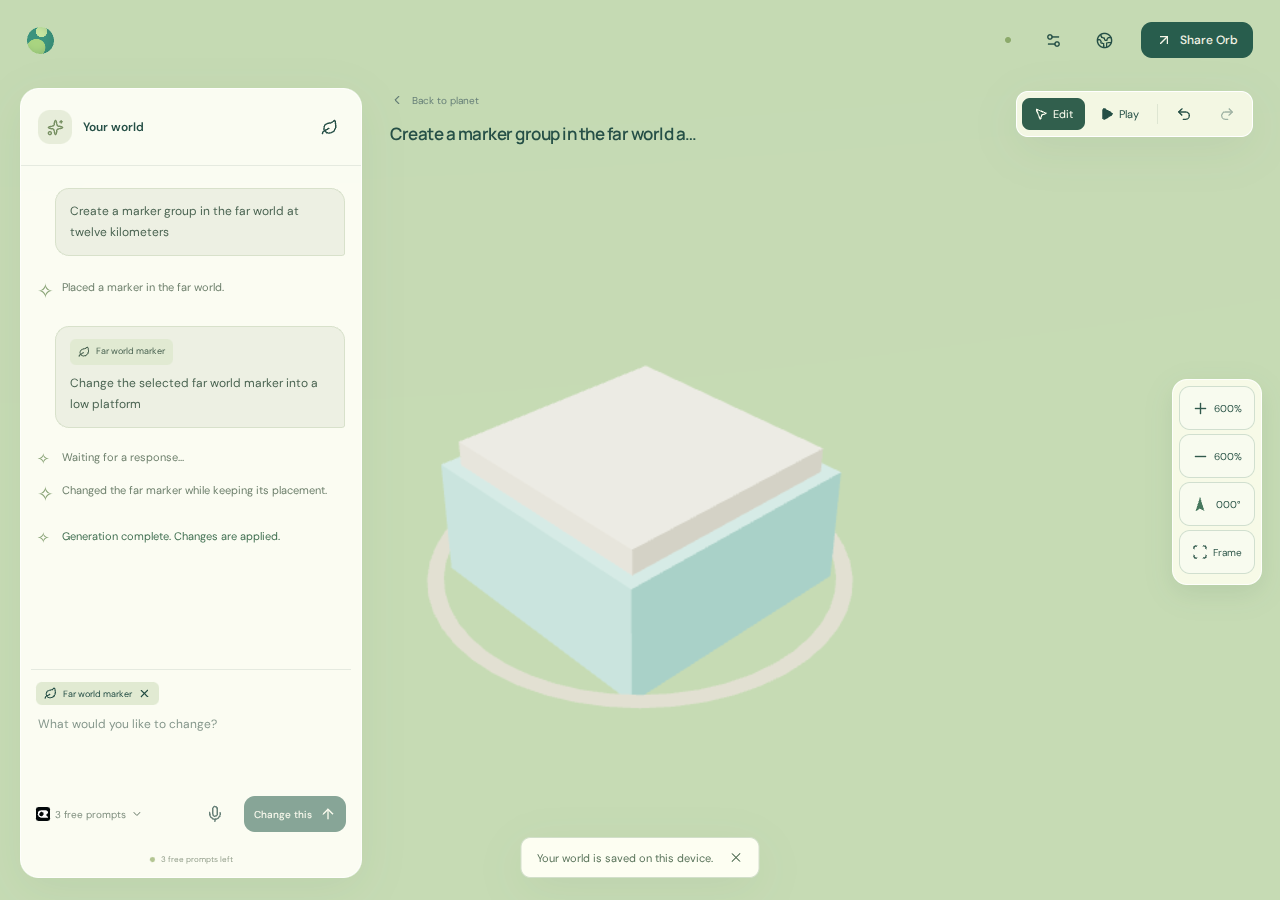 Share Orb
Your world
Create a marker group in the far world at
twelve kilometers
Placed a marker in the far world.
Far world marker
Change the selected far world marker into a
low platform
Waiting for a response...
Changed the far marker while keeping its placement.
Generation complete. Changes are applied.
Far world marker
What would you like to change?
3 free prompts
Change this
3 free prompts left
Back to planet
Create a marker group in the far world a...
Edit
Play
600%
600%
000°
Frame
Your world is saved on this device.